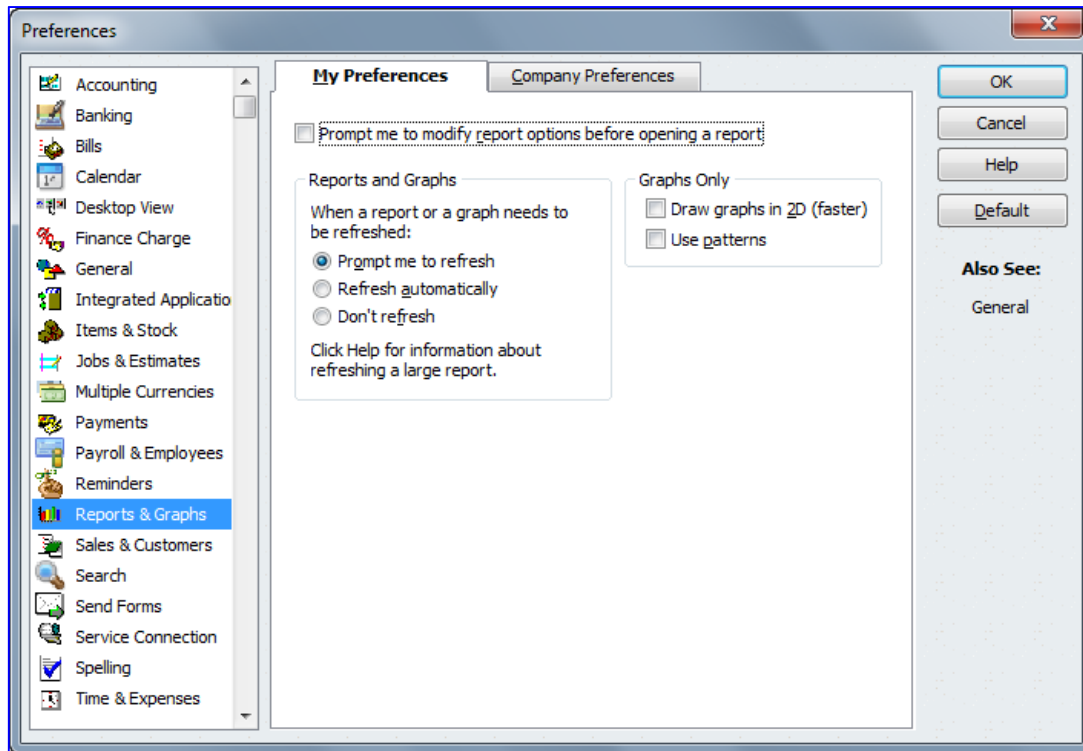 Preferences
Accounting
Banking
Bills
Calendar
Desktop View
Finance Charge
General
Integrated Applicatio
Items & Stock
Jobs & Estimates
Multiple Currencies
Payments
Payroll & Employees
Reminders
Reports & Graphs
Sales & Customers
Search
Send Forms
Service Connection
Spelling
Time & Expenses
My Preferences
Company Preferences
Prompt me to modify report options before opening a report
Reports and Graphs
When a report or a graph needs to
be refreshed:
Prompt me to refresh
Refresh automatically
Don't refresh
Click Help for information about
refreshing a large report.
Graphs Only
Draw graphs in 2D (faster)
Use patterns
OK
Cancel
Help
Default
Also See:
General